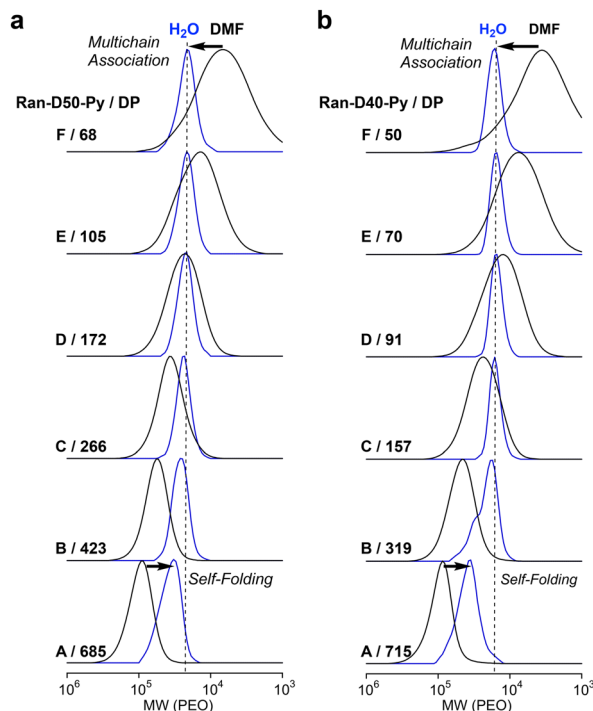 a
H₂O DMF
Multichain
Association
Ran-D50-Py / DP
F / 68
E / 105
D / 172
C / 266
B / 423
Self-Folding
A / 685
10⁶ 10⁵ 10⁴ 10³
MW (PEO)
b
H₂O DMF
Multichain
Association
Ran-D40-Py / DP
F / 50
E / 70
D / 91
C / 157
B / 319
Self-Folding
A / 715
10⁶ 10⁵ 10⁴ 10³
MW (PEO)